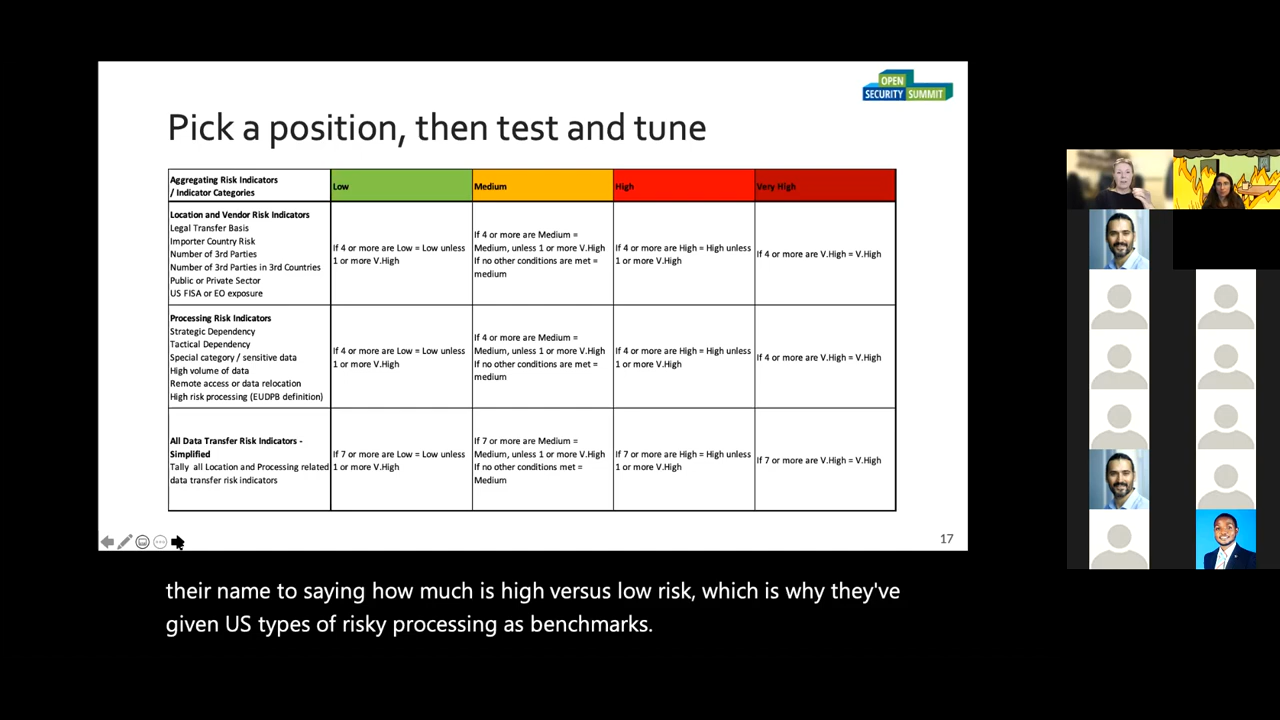 OPEN
SECURITY SUMMIT
Pick a position, then test and tune
Aggregating Risk Indicators
/ Indicator Categories
Low
Medium
High
Very High
Location and Vendor Risk Indicators
Legal Transfer Basis
Importer Country Risk
Number of 3rd Parties
Number of 3rd Parties in 3rd Countries
Public or Private Sector
US FISA or EO exposure
If 4 or more are Low = Low unless
1 or more V.High
If 4 or more are Medium =
Medium, unless 1 or more V.High
If no other conditions are met =
medium
If 4 or more are High = High unless
1 or more V.High
If 4 or more are V.High = V.High
Processing Risk Indicators
Strategic Dependency
Tactical Dependency
Special category / sensitive data
High volume of data
Remote access or data relocation
High risk processing (EUDPB definition)
If 4 or more are Low = Low unless
1 or more V.High
If 4 or more are Medium =
Medium, unless 1 or more V.High
If no other conditions are met =
medium
If 4 or more are High = High unless
1 or more V.High
If 4 or more are V.High = V.High
All Data Transfer Risk Indicators -
Simplified
Tally all Location and Processing related
data transfer risk indicators
If 7 or more are Low = Low unless
1 or more V.High
If 7 or more are Medium =
Medium, unless 1 or more V.High
If no other conditions met =
Medium
If 7 or more are High = High unless
1 or more V.High
If 7 or more are V.High = V.High
17
their name to saying how much is high versus low risk, which is why they've
given US types of risky processing as benchmarks.